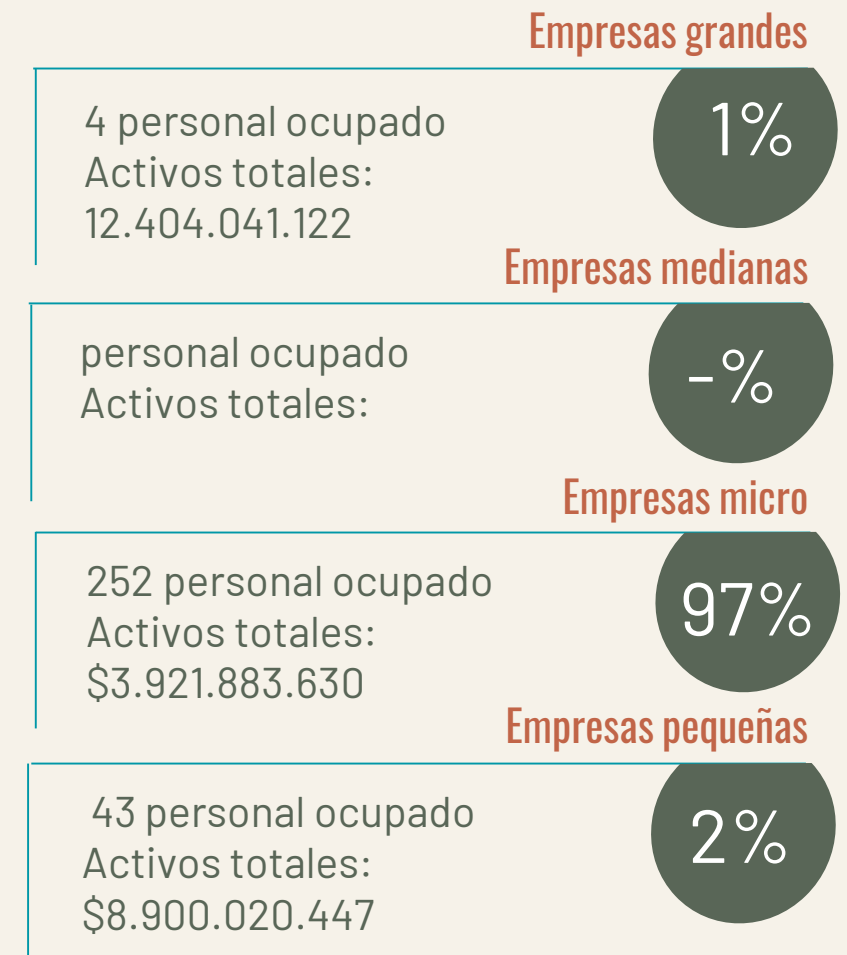 Empresas grandes
4 personal ocupado
Activos totales:
12.404.041.122
1%
Empresas medianas
personal ocupado
Activos totales:
-%
Empresas micro
252 personal ocupado
Activos totales:
$3.921.883.630
97%
Empresas pequeñas
43 personal ocupado
Activos totales:
$8.900.020.447
2%